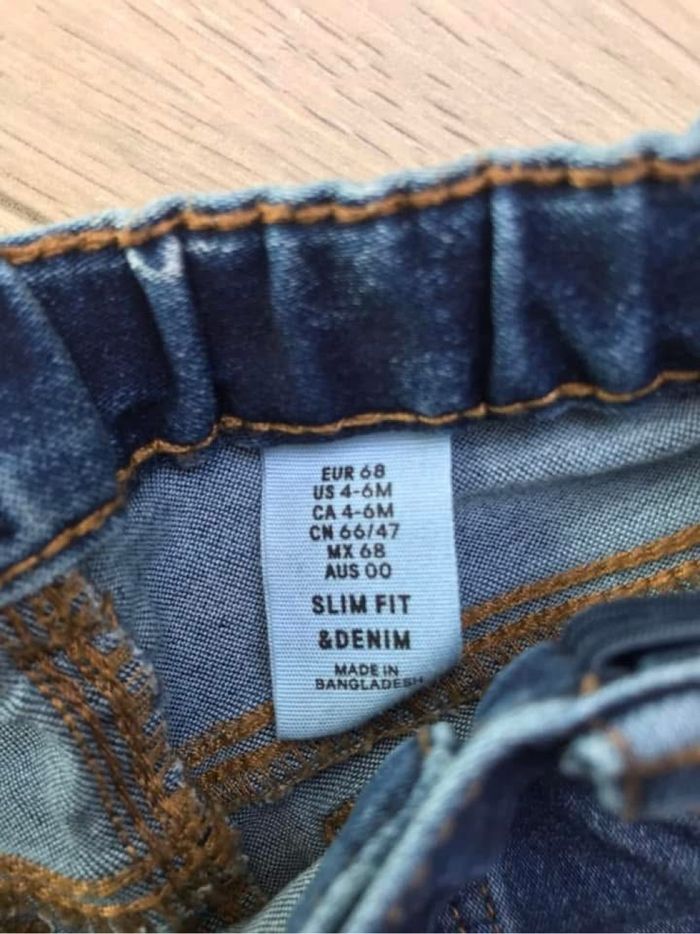 EUR 68
US 4-6M
CA 4-6M
CN 66/47
MX 68
AUS 00
SLIM FIT
&DENIM
MADE IN
BANGLADESH